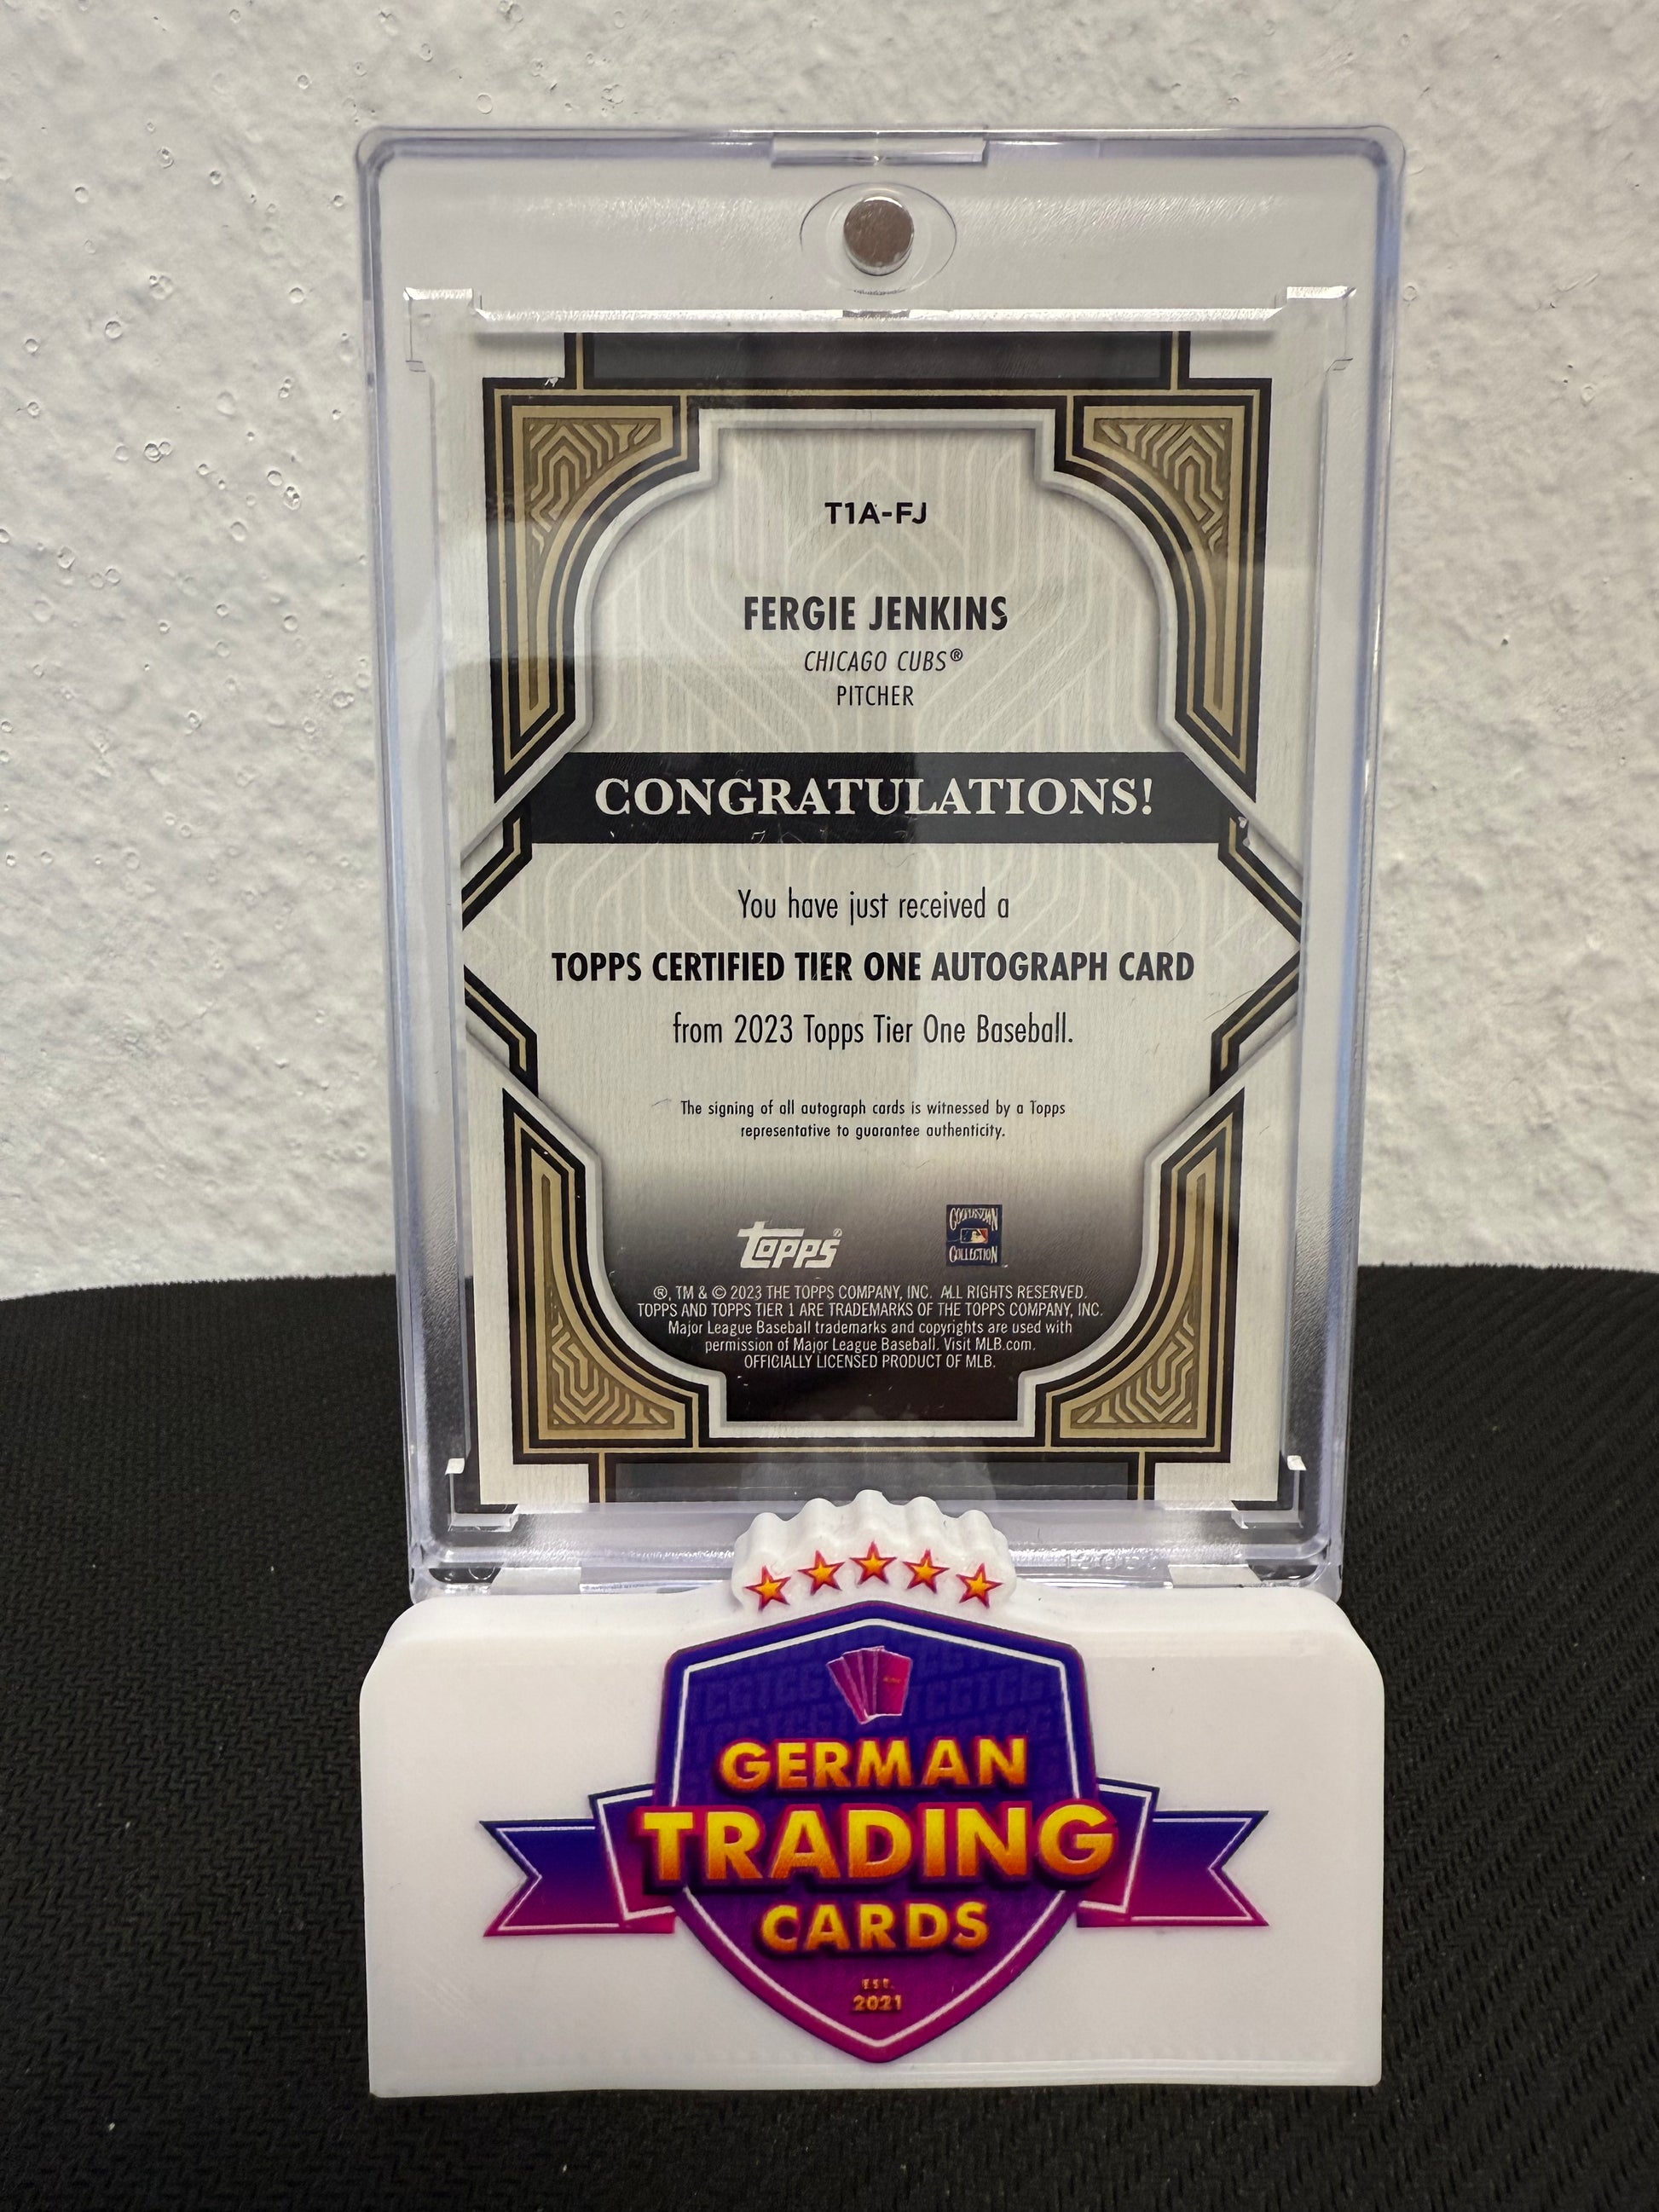 T1A-FJ
FERGIE JENKINS
CHICAGO CUBS®
PITCHER
CONGRATULATIONS!
You have just received a
TOPPS CERTIFIED TIER ONE AUTOGRAPH CARD
from 2023 Topps Tier One Baseball.
The signing of all autograph cards is witnessed by a Topps
representative to guarantee authenticity.
topps®
COOPERSTOWN
COLLECTION
®, TM & © 2023 THE TOPPS COMPANY, INC. ALL RIGHTS RESERVED.
TOPPS AND TOPPS TIER 1 ARE TRADEMARKS OF THE TOPPS COMPANY, INC.
Major League Baseball trademarks and copyrights are used with
permission of Major League Baseball. Visit MLB.com.
OFFICIALLY LICENSED PRODUCT OF MLB.
GERMAN
TRADING
CARDS
EST.
2021